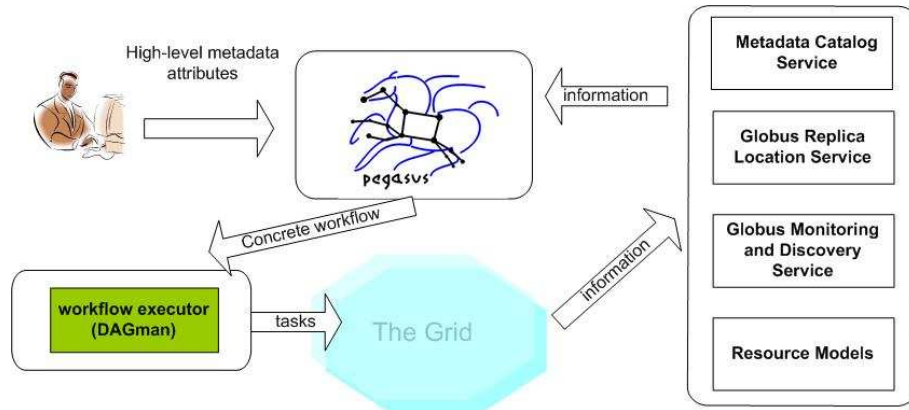 High-level metadata
attributes
pegasus
information
Metadata Catalog
Service
Globus Replica
Location Service
Globus Monitoring
and Discovery
Service
Resource Models
Concrete workflow
information
workflow executor
(DAGman)
tasks
The Grid